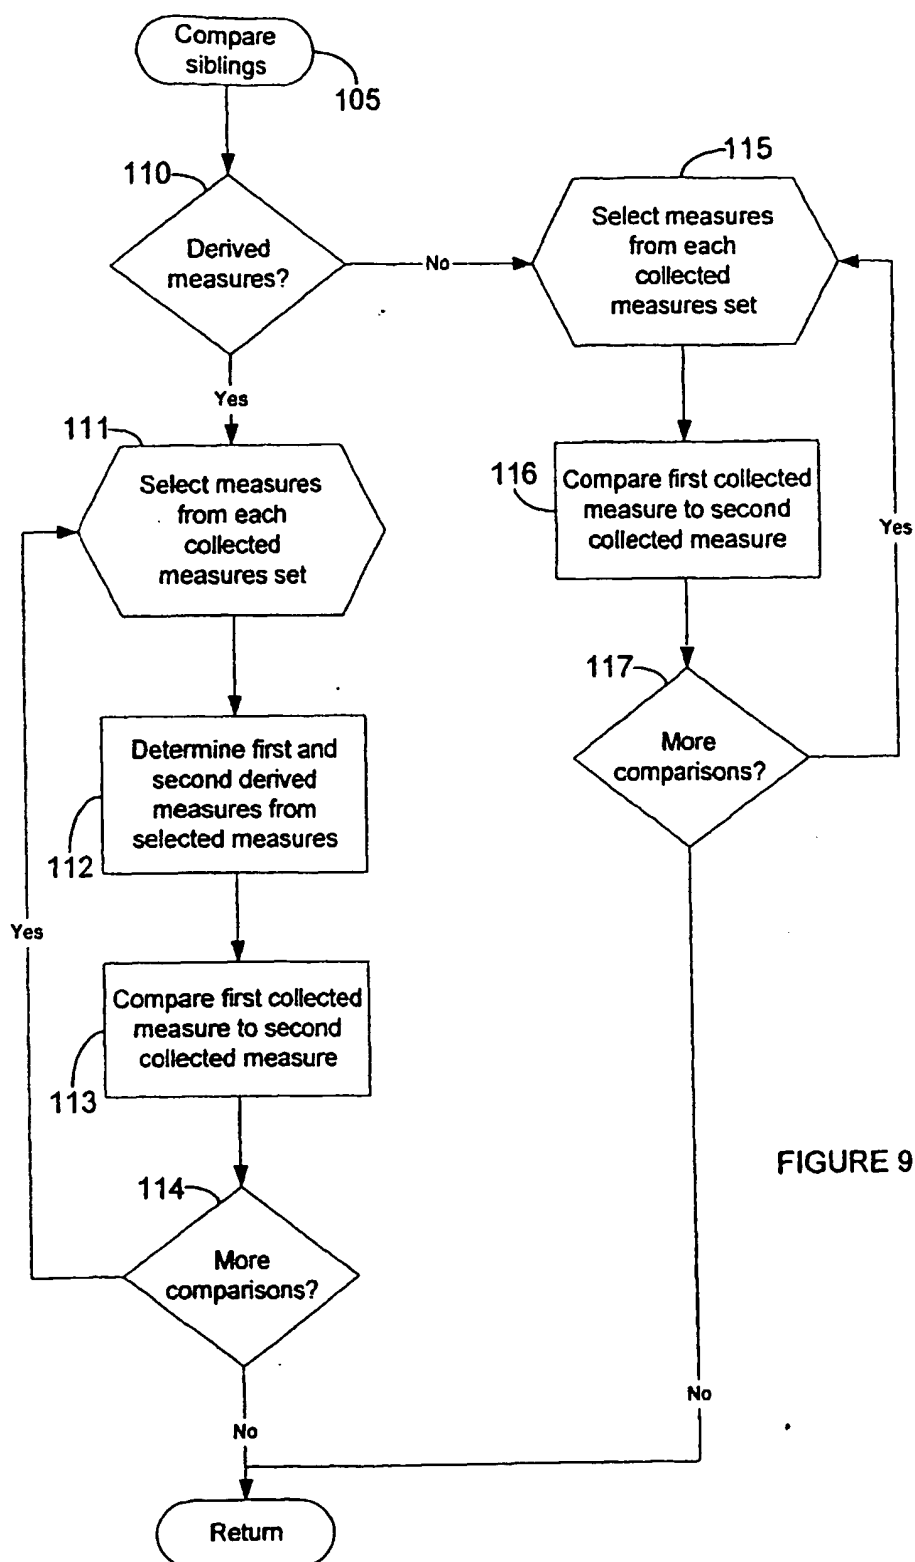 Compare
siblings
105
110
Derived
measures?
No
Yes
115
Select measures
from each
collected
measures set
111
Select measures
from each
collected
measures set
116
Compare first collected
measure to second
collected measure
Yes
117
More
comparisons?
Determine first and
second derived
measures from
selected measures
112
Yes
Compare first collected
measure to second
collected measure
113
FIGURE 9
114
More
comparisons?
No
No
Return